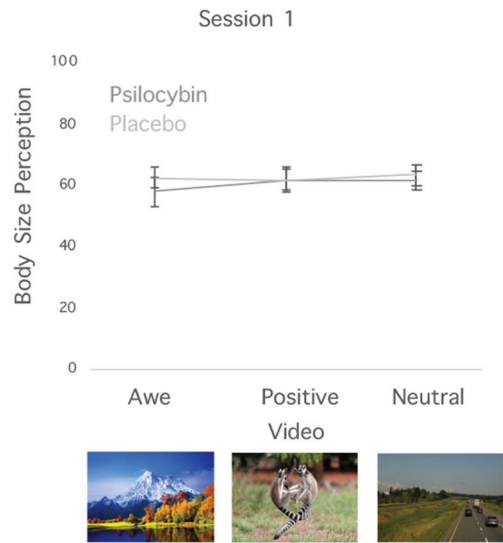 Session 1
Body Size Perception
100
80
60
40
20
0
Psilocybin
Placebo
Awe
Positive
Neutral
Video